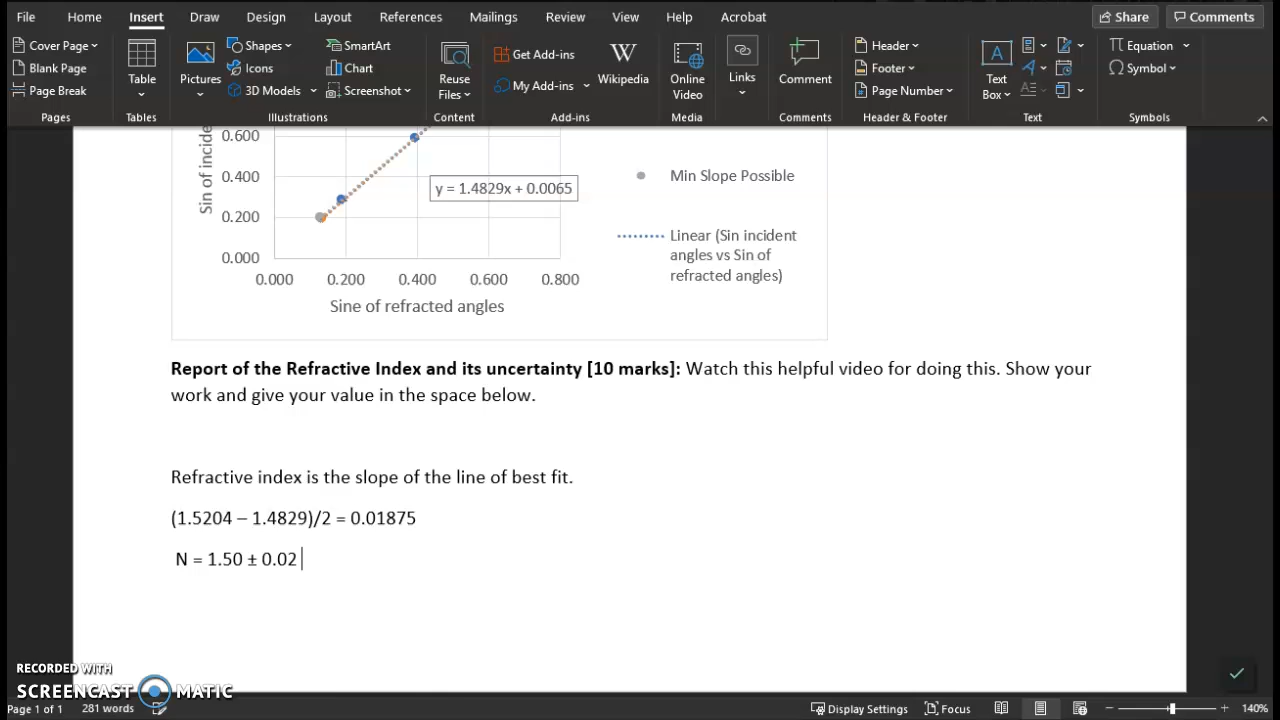 File Home Insert Draw Design Layout References Mailings Review View Help Acrobat Share Comments
Cover Page
Blank Page
Page Break
Pages
Table
Tables
Pictures
Shapes
Icons
3D Models
SmartArt
Chart
Screenshot
Illustrations
Reuse
Files
Content
Get Add-ins
My Add-ins
W
Wikipedia
Add-ins
Online
Video
Media
Links
Comment
Comments
Header
Footer
Page Number
Header & Footer
A
Text
Box
Text
Equation
Symbol
Symbols
Sin of incide
0.600
0.400
0.200
0.000
0.000 0.200 0.400 0.600 0.800
Sine of refracted angles
y = 1.4829x + 0.0065
Min Slope Possible
Linear (Sin incident
angles vs Sin of
refracted angles)
Report of the Refractive Index and its uncertainty [10 marks]: Watch this helpful video for doing this. Show your
work and give your value in the space below.
Refractive index is the slope of the line of best fit.
(1.5204 – 1.4829)/2 = 0.01875
N = 1.50 ± 0.02
RECORDED WITH
SCREENCAST MATIC
Page 1 of 1 281 words Display Settings Focus 140%